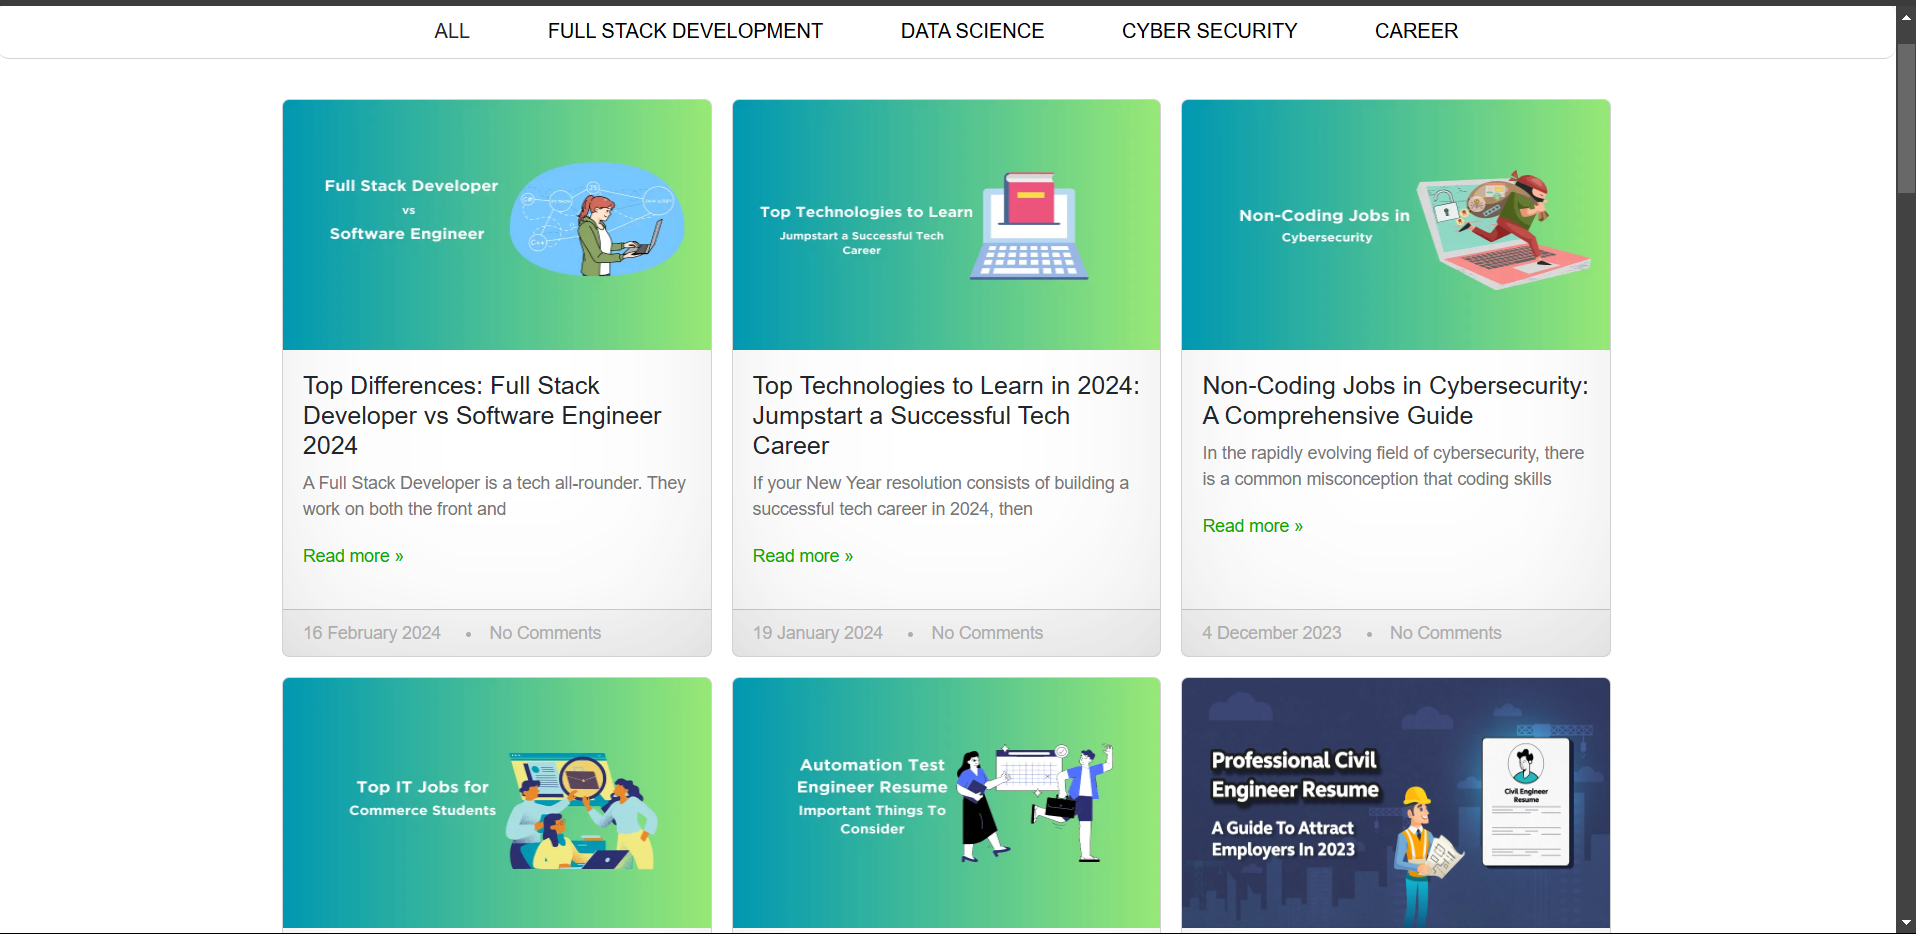 ALL FULL STACK DEVELOPMENT DATA SCIENCE CYBER SECURITY CAREER
Full Stack Developer
vs
Software Engineer
Top Differences: Full Stack
Developer vs Software Engineer
2024
A Full Stack Developer is a tech all-rounder. They
work on both the front and
Read more »
16 February 2024 • No Comments
Top Technologies to Learn
Jumpstart a Successful Tech
Career
Top Technologies to Learn in 2024:
Jumpstart a Successful Tech
Career
If your New Year resolution consists of building a
successful tech career in 2024, then
Read more »
19 January 2024 • No Comments
Non-Coding Jobs in
Cybersecurity
Non-Coding Jobs in Cybersecurity:
A Comprehensive Guide
In the rapidly evolving field of cybersecurity, there
is a common misconception that coding skills
Read more »
4 December 2023 • No Comments
Top IT Jobs for
Commerce Students
Automation Test
Engineer Resume
Important Things To
Consider
Professional Civil
Engineer Resume
A Guide To Attract
Employers In 2023
Civil Engineer
Resume